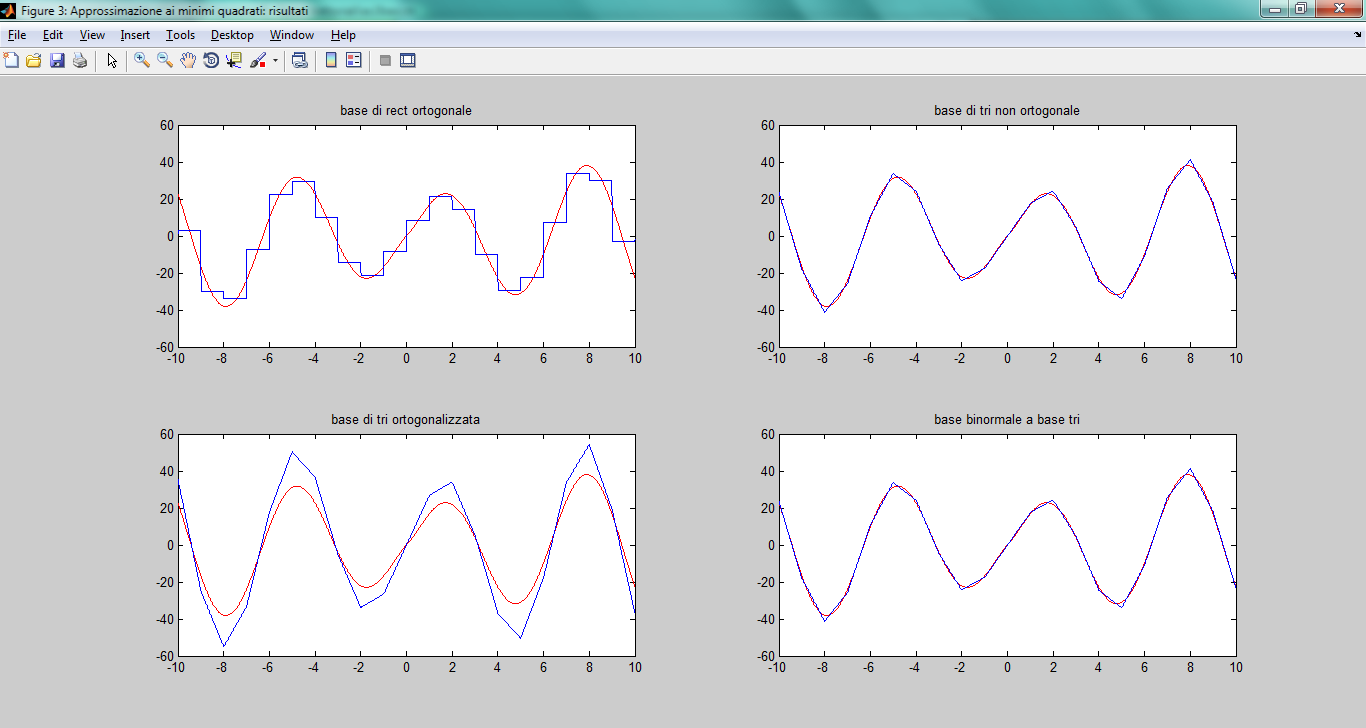 Figure 3: Approssimazione ai minimi quadrati: risultati
File Edit View Insert Tools Desktop Window Help
base di rect ortogonale
60
40
20
0
-20
-40
-60
-10 -8 -6 -4 -2 0 2 4 6 8 10
base di tri non ortogonale
60
40
20
0
-20
-40
-60
-10 -8 -6 -4 -2 0 2 4 6 8 10
base di tri ortogonalizzata
60
40
20
0
-20
-40
-60
-10 -8 -6 -4 -2 0 2 4 6 8 10
base binormale a base tri
60
40
20
0
-20
-40
-60
-10 -8 -6 -4 -2 0 2 4 6 8 10